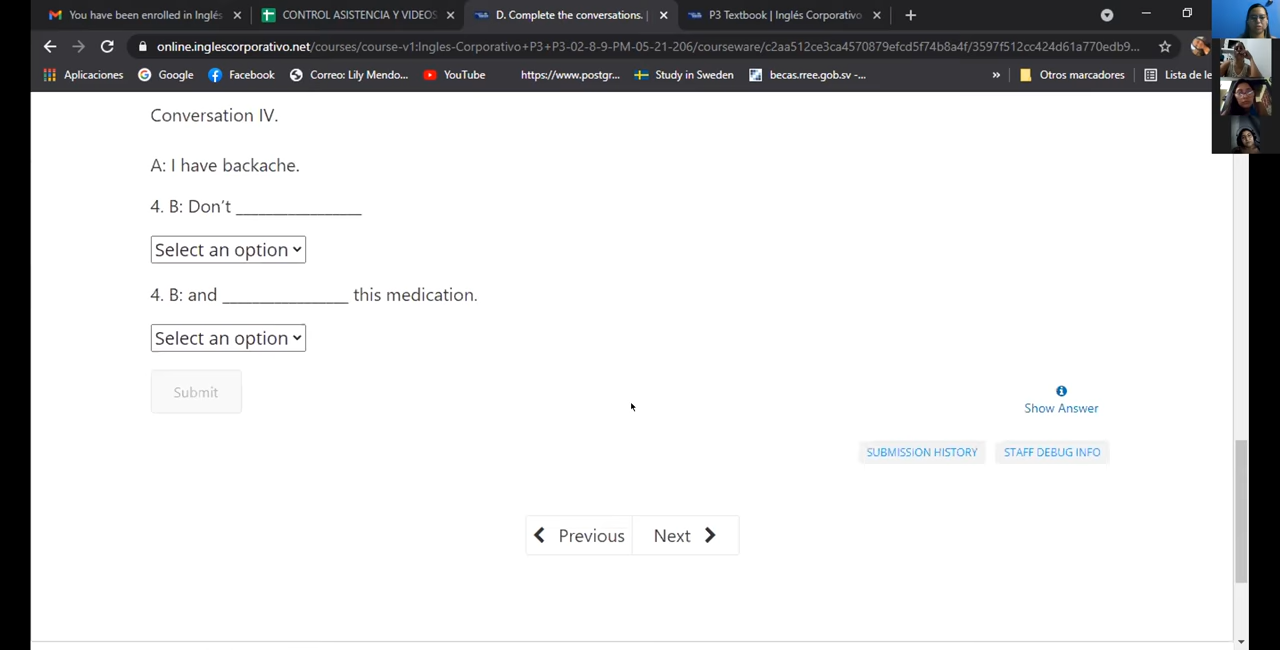 You have been enrolled in Inglés
CONTROL ASISTENCIA Y VIDEOS
D. Complete the conversations. |
P3 Textbook | Inglés Corporativo
online.inglescorporativo.net/courses/course-v1:Ingles-Corporativo+P3+P3-02-8-9-PM-05-21-206/courseware/c2aa512ce3ca4570879efcd5f74b8a4f/3597f512cc424d61a770edb9...
Aplicaciones
Google
Facebook
Correo: Lily Mendo...
YouTube
https://www.postgr...
Study in Sweden
becas.rree.gob.sv -...
»
Otros marcadores
Lista de le
Conversation IV.
A: I have backache.
4. B: Don't ________________
Select an option
4. B: and ________________ this medication.
Select an option
Submit
Show Answer
SUBMISSION HISTORY
STAFF DEBUG INFO
Previous
Next